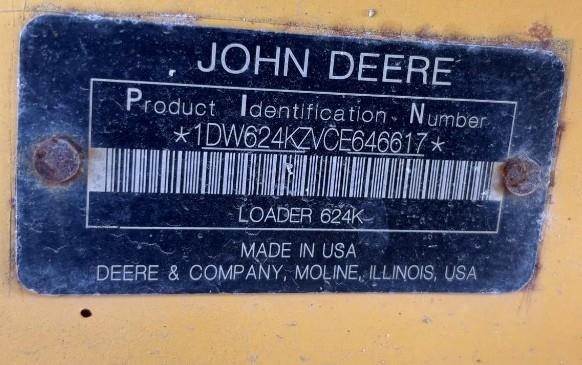 JOHN DEERE
Product Identification Number
*1DW624KZVCE646617*
LOADER 624K
MADE IN USA
DEERE & COMPANY, MOLINE, ILLINOIS, USA